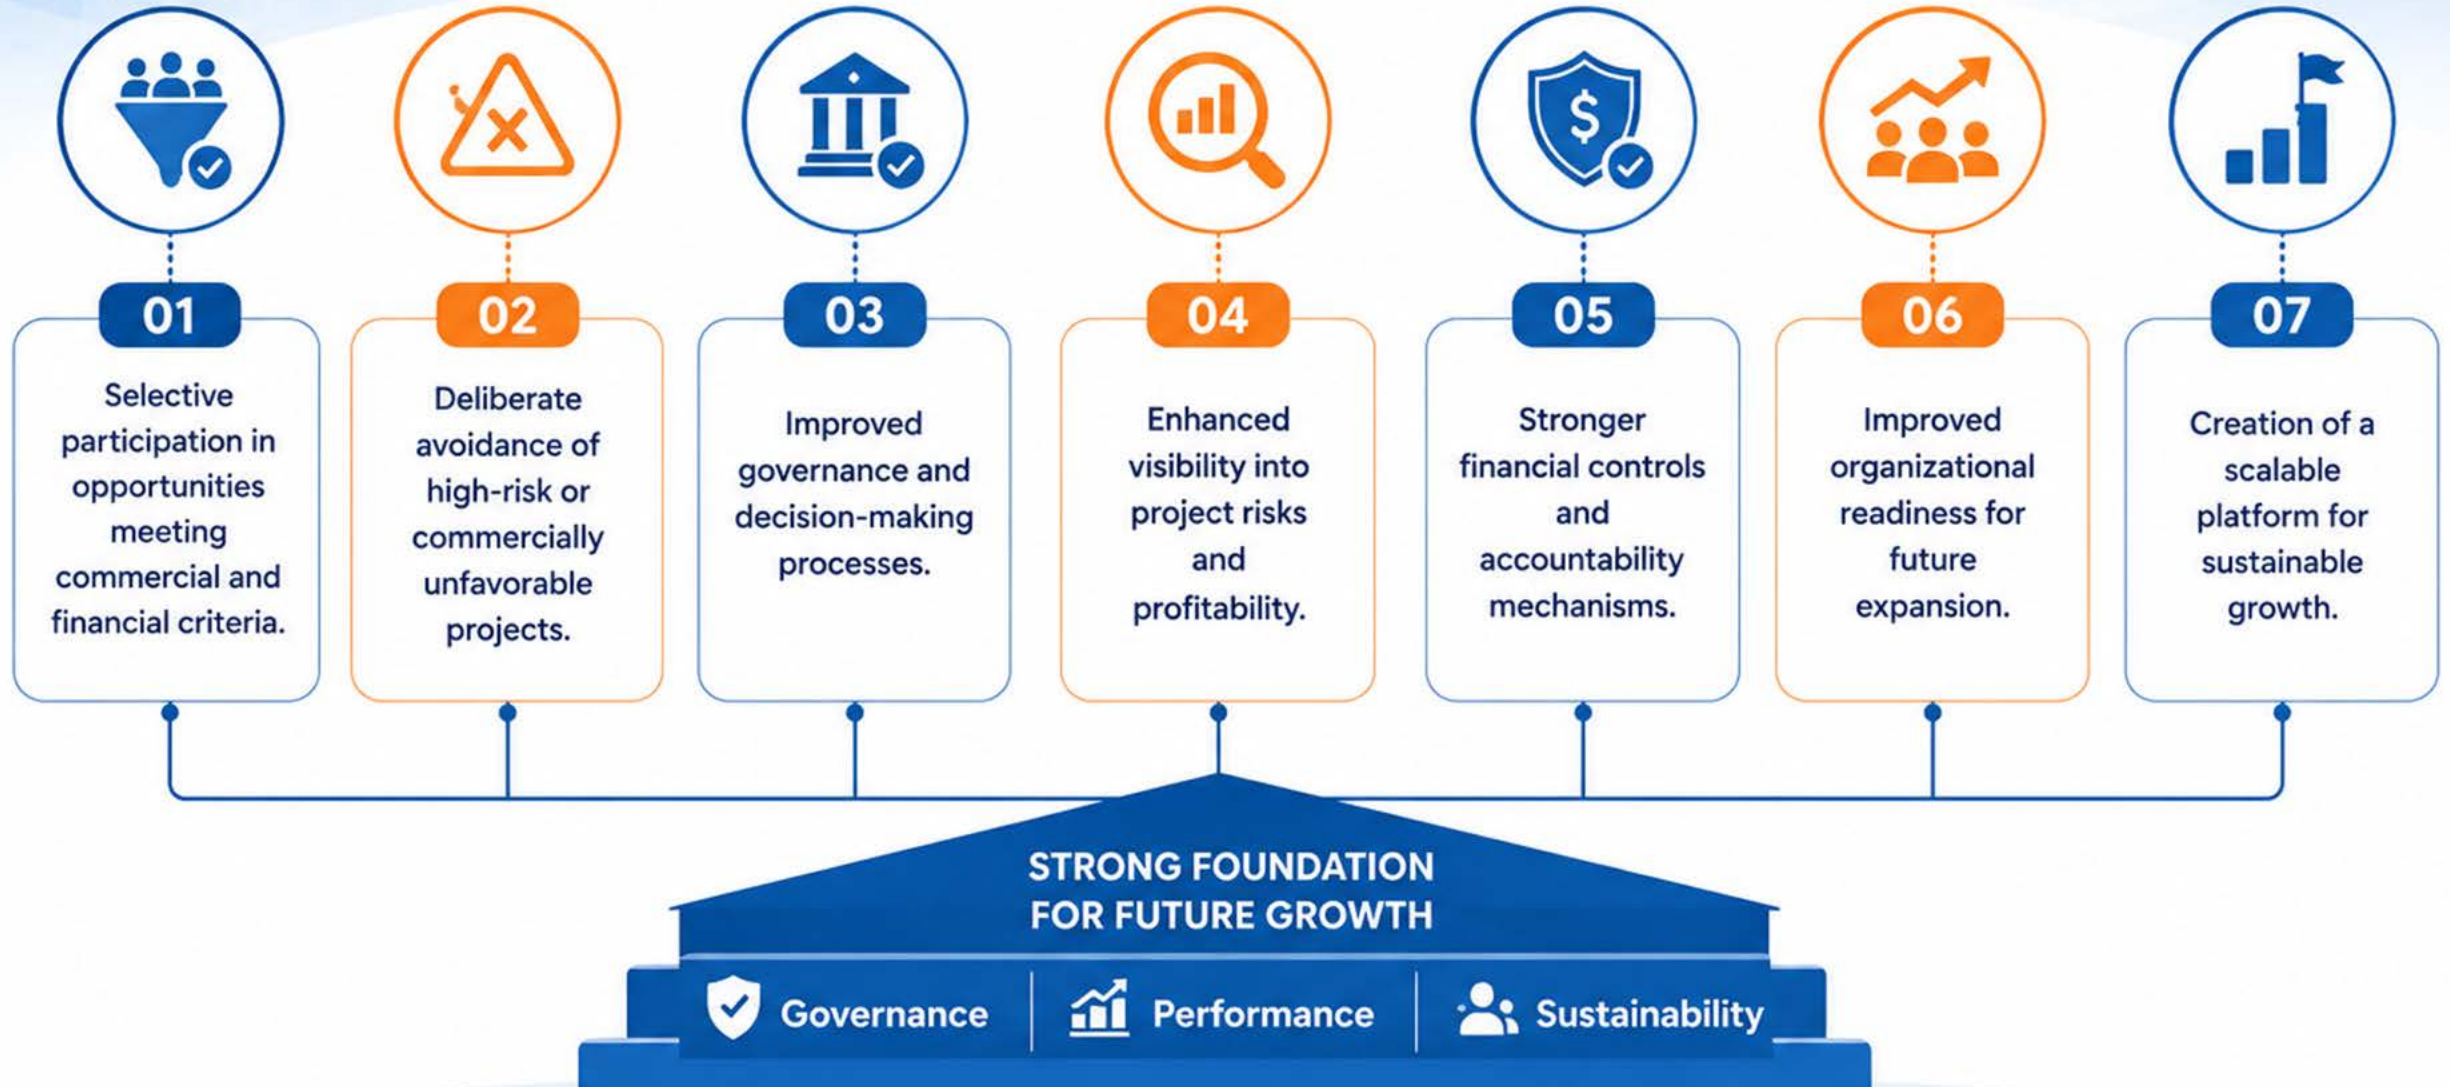 01
Selective
participation in
opportunities
meeting
commercial and
financial criteria.
02
Deliberate
avoidance of
high-risk or
commercially
unfavorable
projects.
03
Improved
governance and
decision-making
processes.
04
Enhanced
visibility into
project risks
and
profitability.
05
$
Stronger
financial controls
and
accountability
mechanisms.
06
Improved
organizational
readiness for
future
expansion.
07
Creation of a
scalable
platform for
sustainable
growth.
STRONG FOUNDATION
FOR FUTURE GROWTH
Governance
Performance
Sustainability